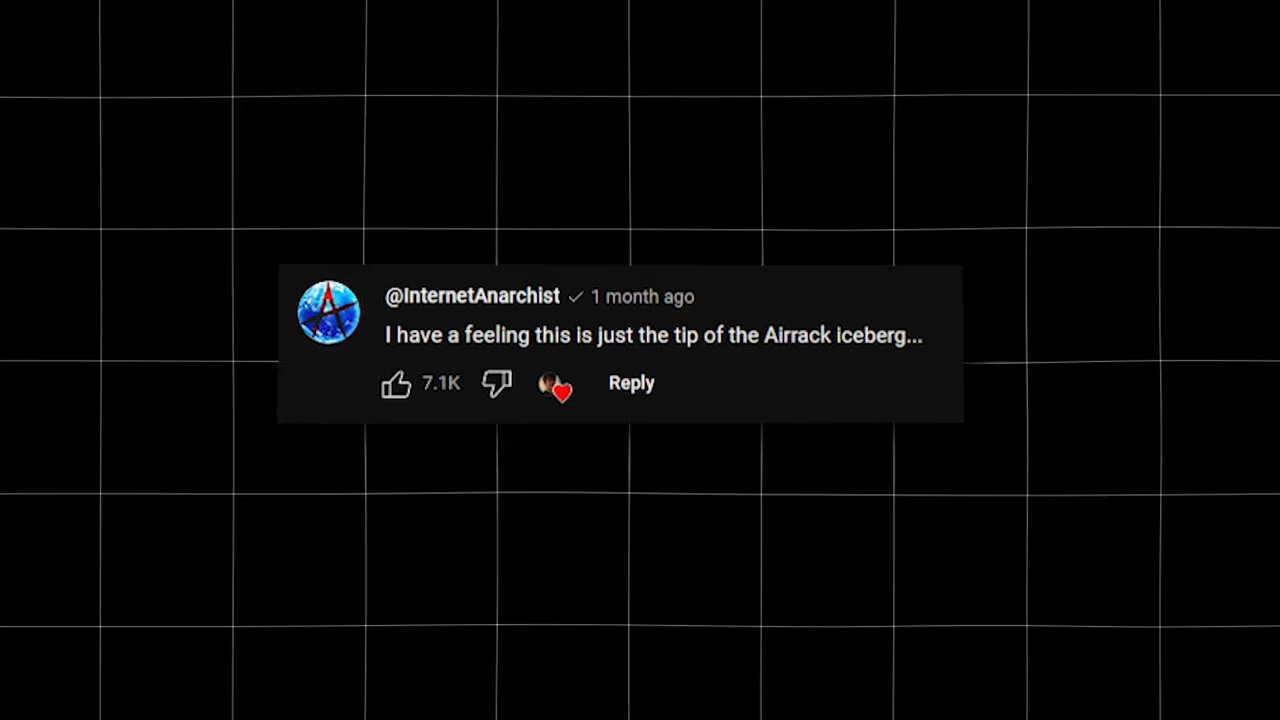 @InternetAnarchist 1 month ago
I have a feeling this is just the tip of the Airrack iceberg...
7.1K Reply